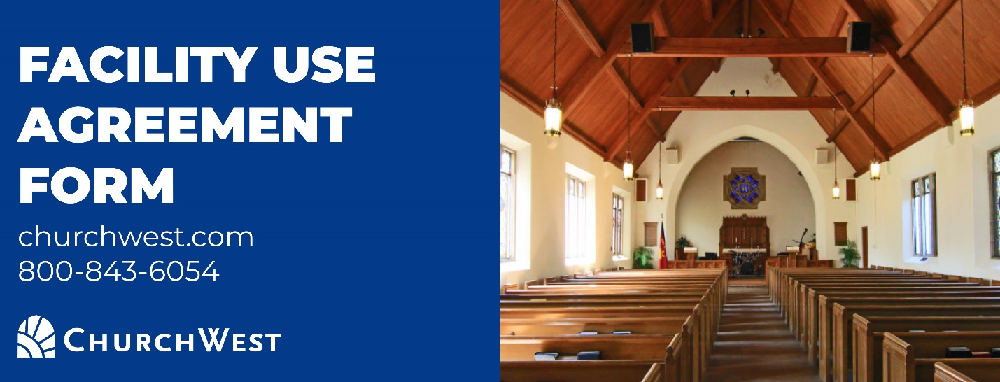 FACILITY USE
AGREEMENT
FORM
churchwest.com
800-843-6054
CHURCHWEST